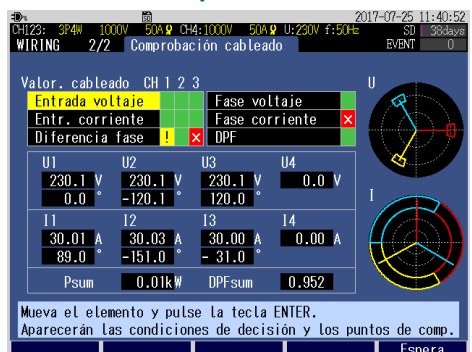 2017-07-25 11:40:52
CH123: 3P4W 1000V 50A CH4:1000V 50A U:230V f:50Hz SD 38days
WIRING 2/2 Comprobación cableado EVENT 0
Valor. cableado CH 1 2 3
Entrada voltaje Fase voltaje
Entr. corriente Fase corriente ×
Diferencia fase ! × DPF
U
U1 U2 U3 U4
230.1 V 230.1 V 230.1 V 0.0 V
0.0 ° -120.1 ° 120.0 °
I
I1 I2 I3 I4
30.01 A 30.03 A 30.00 A 0.00 A
89.0 ° -151.0 ° - 31.0 °
Psum 0.01kW DPFsum 0.952
Mueva el elemento y pulse la tecla ENTER.
Aparecerán las condiciones de decisión y los puntos de comp.
Espera